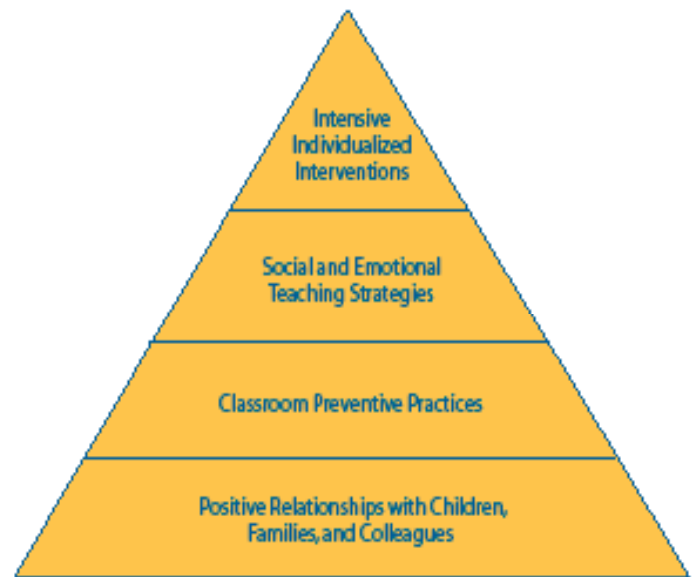 Intensive
Individualized
Interventions
Social and Emotional
Teaching Strategies
Classroom Preventive Practices
Positive Relationships with Children,
Families, and Colleagues